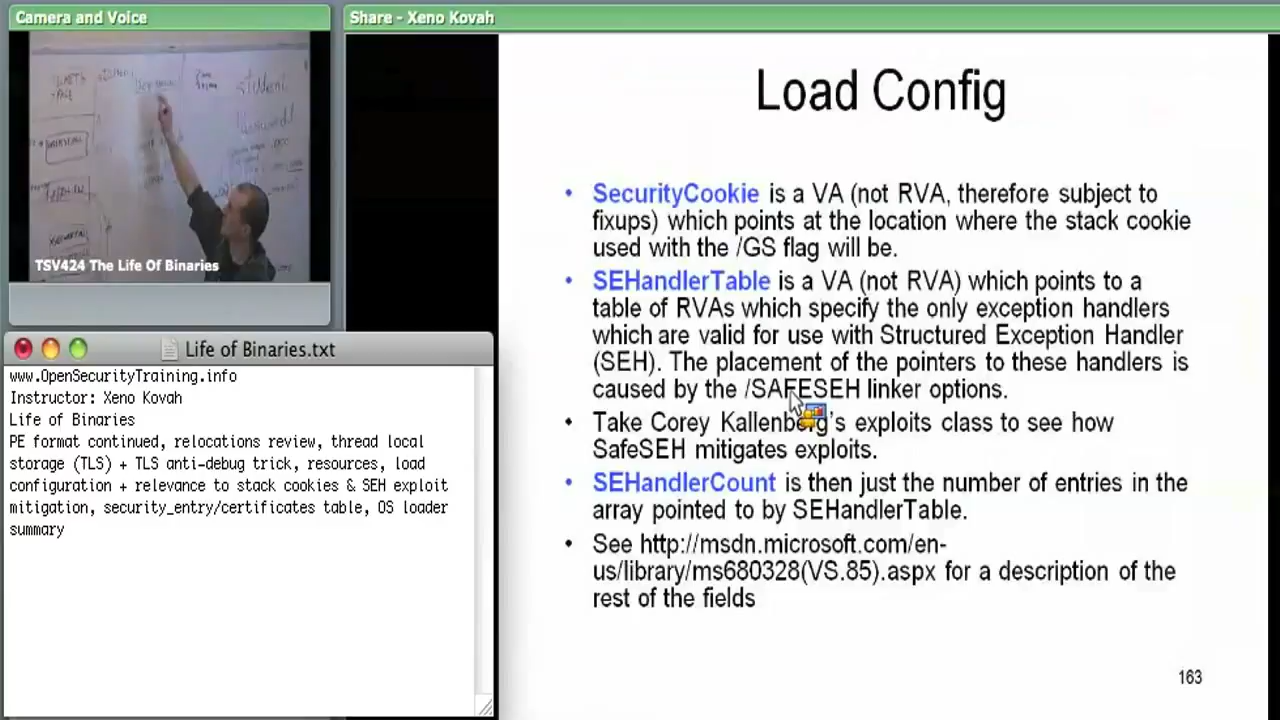 Camera and Voice
Share - Xeno Kovah
TSV424 The Life Of Binaries
Life of Binaries.txt
www.OpenSecurityTraining.info
Instructor: Xeno Kovah
Life of Binaries
PE format continued, relocations review, thread local
storage (TLS) + TLS anti-debug trick, resources, load
configuration + relevance to stack cookies & SEH exploit
mitigation, security_entry/certificates table, OS loader
summary
Load Config
• SecurityCookie is a VA (not RVA, therefore subject to
fixups) which points at the location where the stack cookie
used with the /GS flag will be.
• SEHandlerTable is a VA (not RVA) which points to a
table of RVAs which specify the only exception handlers
which are valid for use with Structured Exception Handler
(SEH). The placement of the pointers to these handlers is
caused by the /SAFESEH linker options.
• Take Corey Kallenberg's exploits class to see how
SafeSEH mitigates exploits.
• SEHandlerCount is then just the number of entries in the
array pointed to by SEHandlerTable.
• See http://msdn.microsoft.com/en-
us/library/ms680328(VS.85).aspx for a description of the
rest of the fields
163